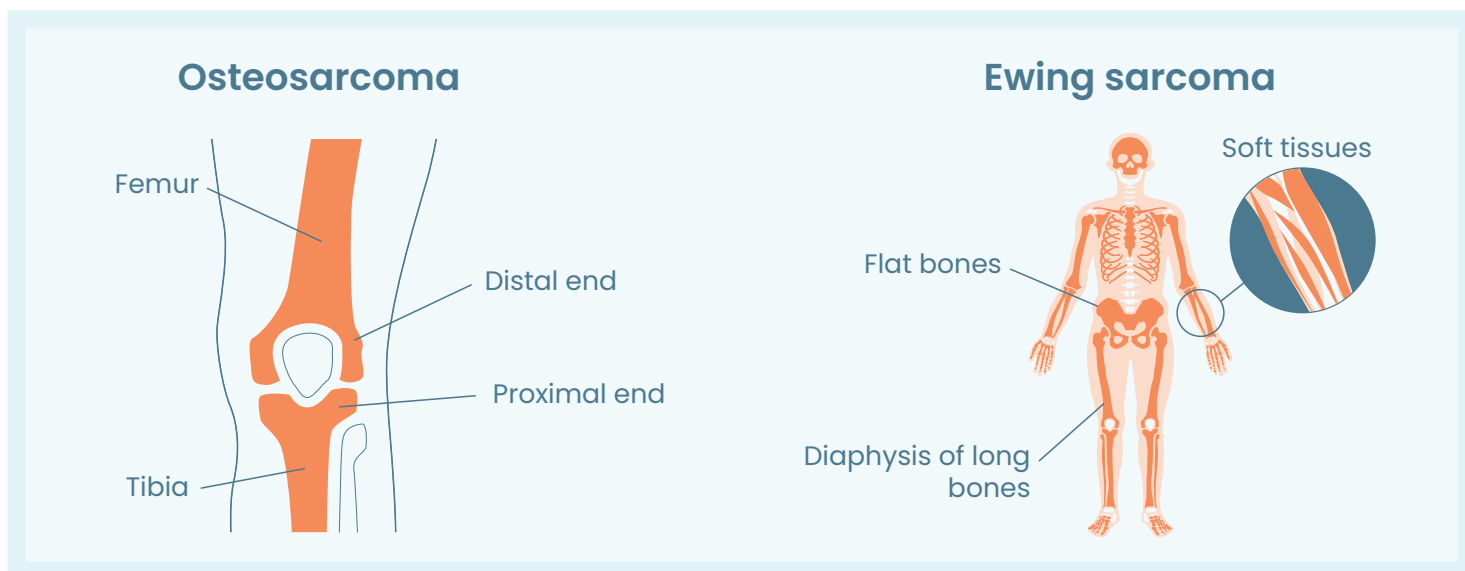 Osteosarcoma
Femur
Distal end
Proximal end
Tibia
Ewing sarcoma
Soft tissues
Flat bones
Diaphysis of long
bones